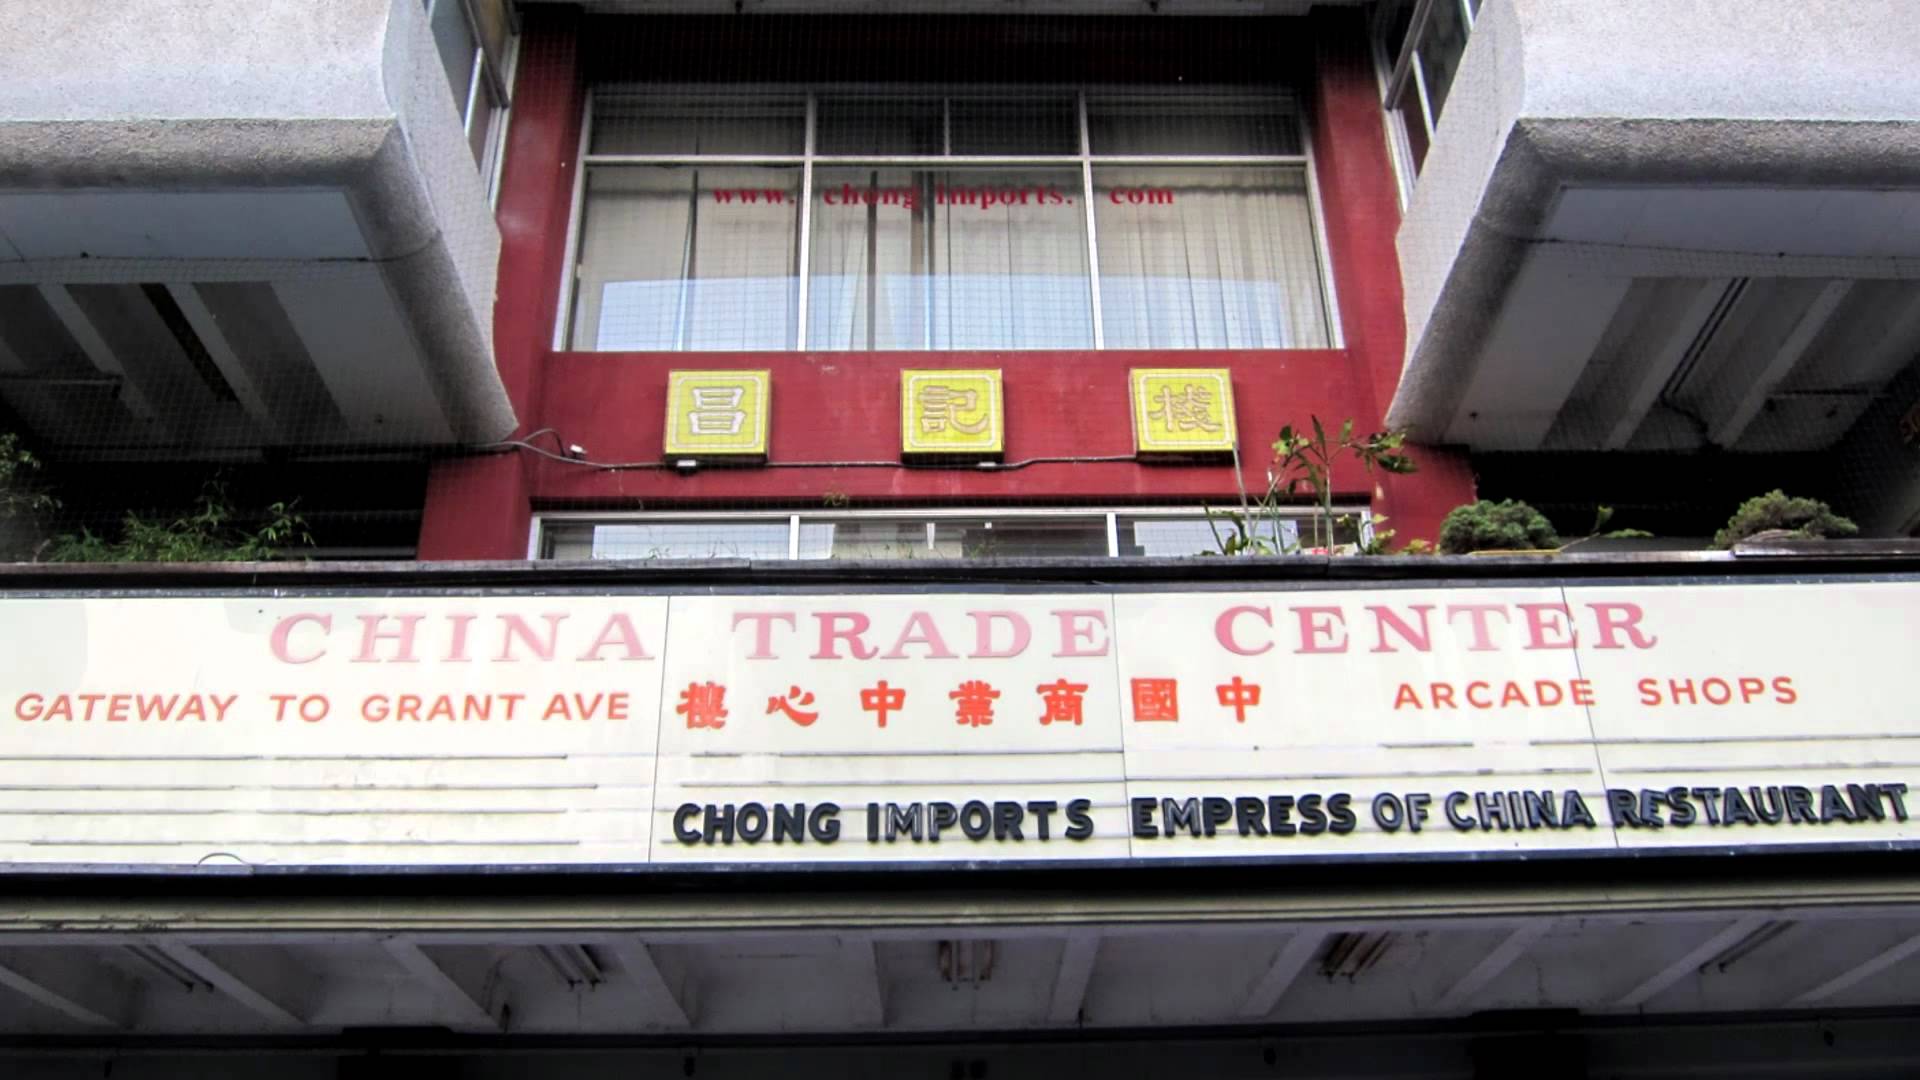 www. chong imports. com
昌記棧
CHINA TRADE CENTER
GATEWAY TO GRANT AVE 中國商業中心樓 ARCADE SHOPS
CHONG IMPORTS EMPRESS OF CHINA RESTAURANT